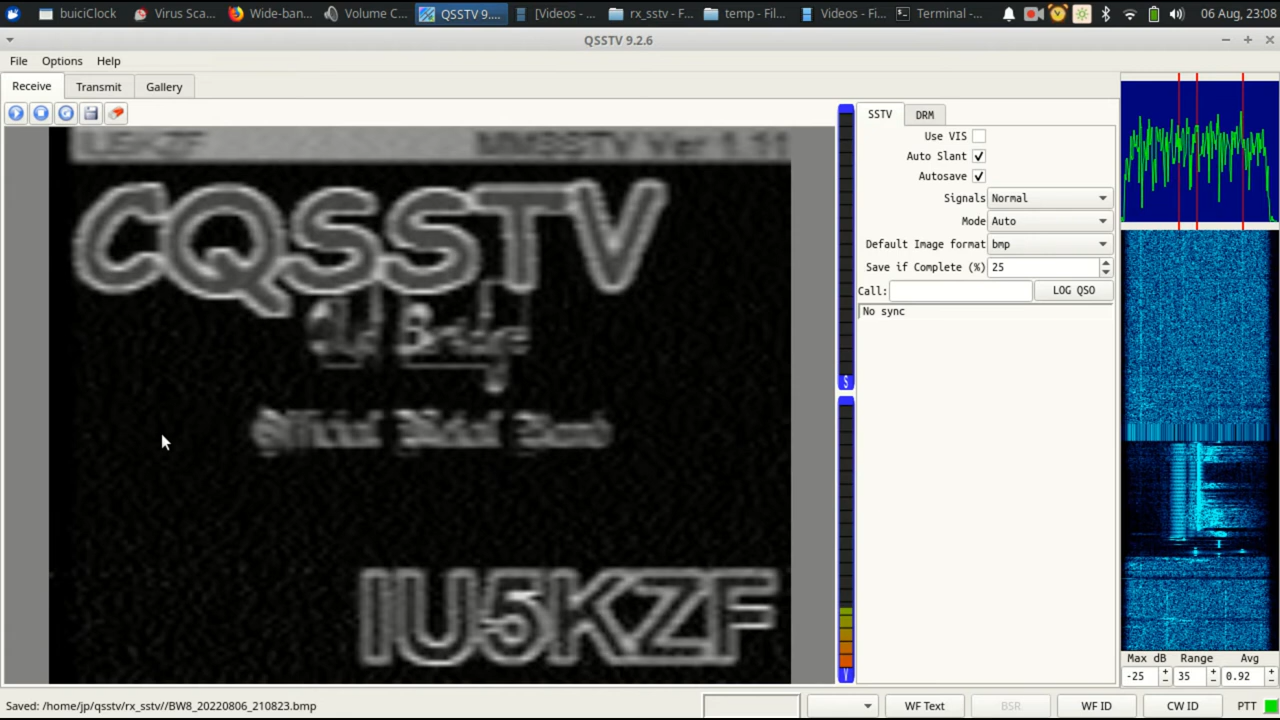 buiciClock Virus Sca... Wide-ban... Volume C... QSSTV 9.... [Videos - ... rx_sstv - F... temp - Fil... Videos - Fi... Terminal -... 06 Aug, 23:08
QSSTV 9.2.6
File Options Help
Receive Transmit Gallery
SSTV DRM
Use VIS
Auto Slant
Autosave
Signals Normal
Mode Auto
Default Image format bmp
Save if Complete (%) 25
Call: LOG QSO
No sync
MMSSTV Ver 1.11
CQSSTV
Old Bridge
IU5KZF
S
V
Max dB Range Avg
-25 35 0.92
Saved: /home/jp/qsstv/rx_sstv//BW8_20220806_210823.bmp
WF Text BSR WF ID CW ID PTT